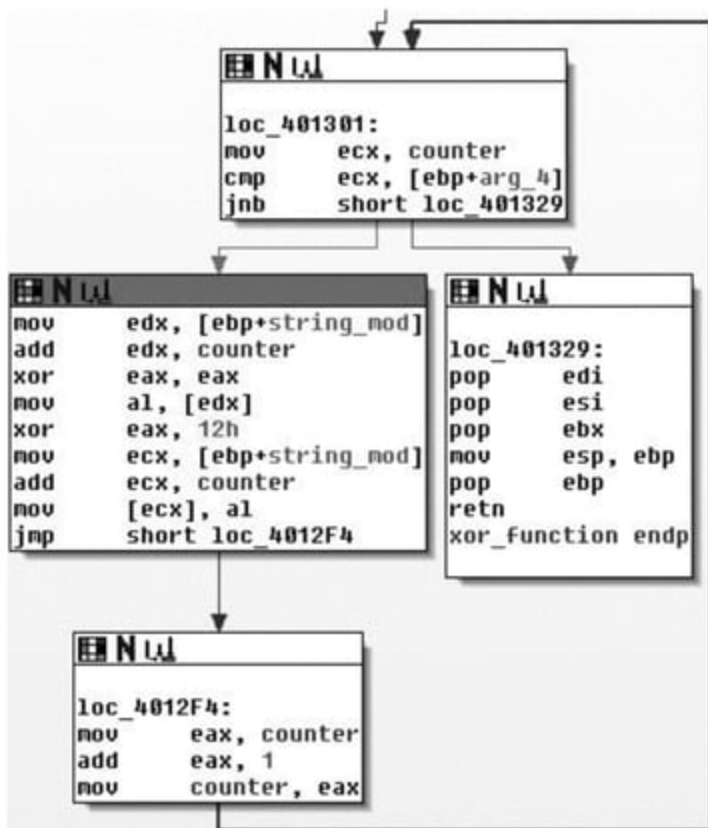 loc_401301:
mov ecx, counter
cmp ecx, [ebp+arg_4]
jnb short loc_401329
mov edx, [ebp+string_mod]
add edx, counter
xor eax, eax
mov al, [edx]
xor eax, 12h
mov ecx, [ebp+string_mod]
add ecx, counter
mov [ecx], al
jmp short loc_4012F4
loc_401329:
pop edi
pop esi
pop ebx
mov esp, ebp
pop ebp
retn
xor_function endp
loc_4012F4:
mov eax, counter
add eax, 1
mov counter, eax